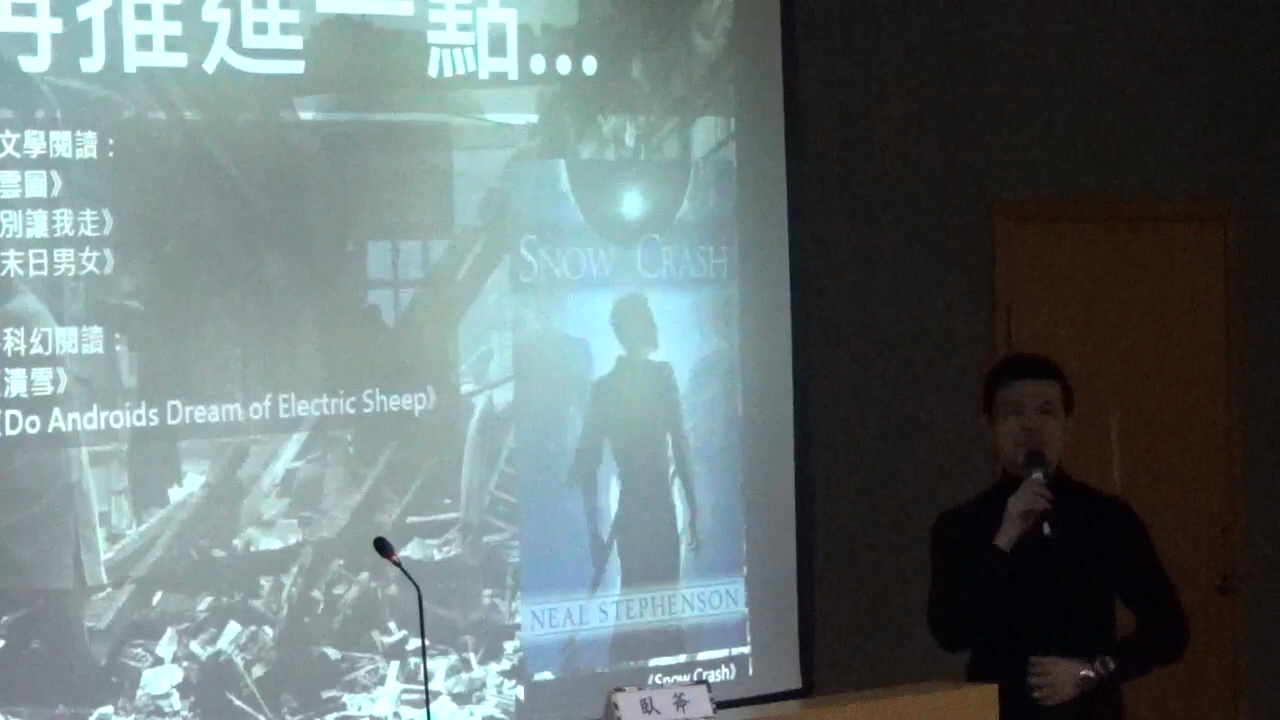 再推進一點...
文學閱讀：
雲圖》
別讓我走》
末日男女》
科幻閱讀：
潰雪》
《Do Androids Dream of Electric Sheep》
SNOW CRASH
NEAL STEPHENSON
《Snow Crash》
臥斧